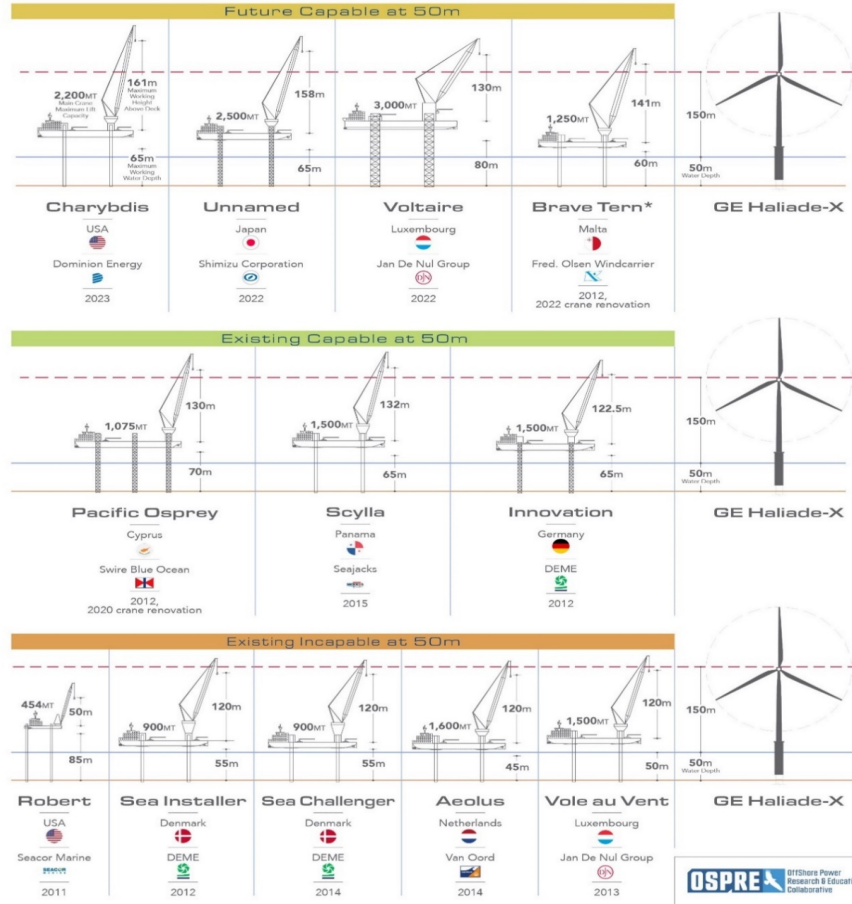 Future Capable at 50m
2,200MT
Main Crane
Maximum Lift
Capacity
161m
Maximum
Working
Height
Above Deck
65m
Maximum
Working
Water Depth
2,500MT
158m
65m
3,000MT
130m
80m
1,250MT
141m
60m
150m
50m
Water Depth
Charybdis
USA
Dominion Energy
2023
Unnamed
Japan
Shimizu Corporation
2022
Voltaire
Luxembourg
Jan De Nul Group
2022
Brave Tern*
Malta
Fred. Olsen Windcarrier
2012,
2022 crane renovation
GE Haliade-X
Existing Capable at 50m
1,075MT
130m
70m
1,500MT
132m
65m
1,500MT
122.5m
65m
150m
50m
Water Depth
Pacific Osprey
Cyprus
Swire Blue Ocean
2012,
2020 crane renovation
Scylla
Panama
Seajacks
2015
Innovation
Germany
DEME
2012
GE Haliade-X
Existing Incapable at 50m
454MT
50m
85m
900MT
120m
55m
900MT
120m
55m
1,600MT
120m
45m
1,500MT
120m
50m
150m
50m
Water Depth
Robert
USA
Seacor Marine
SEACOR
2011
Sea Installer
Denmark
DEME
2012
Sea Challenger
Denmark
DEME
2014
Aeolus
Netherlands
Van Oord
2014
Vole au Vent
Luxembourg
Jan De Nul Group
2013
GE Haliade-X
OSPRE
OffShore Power
Research & Educati
Collaborative